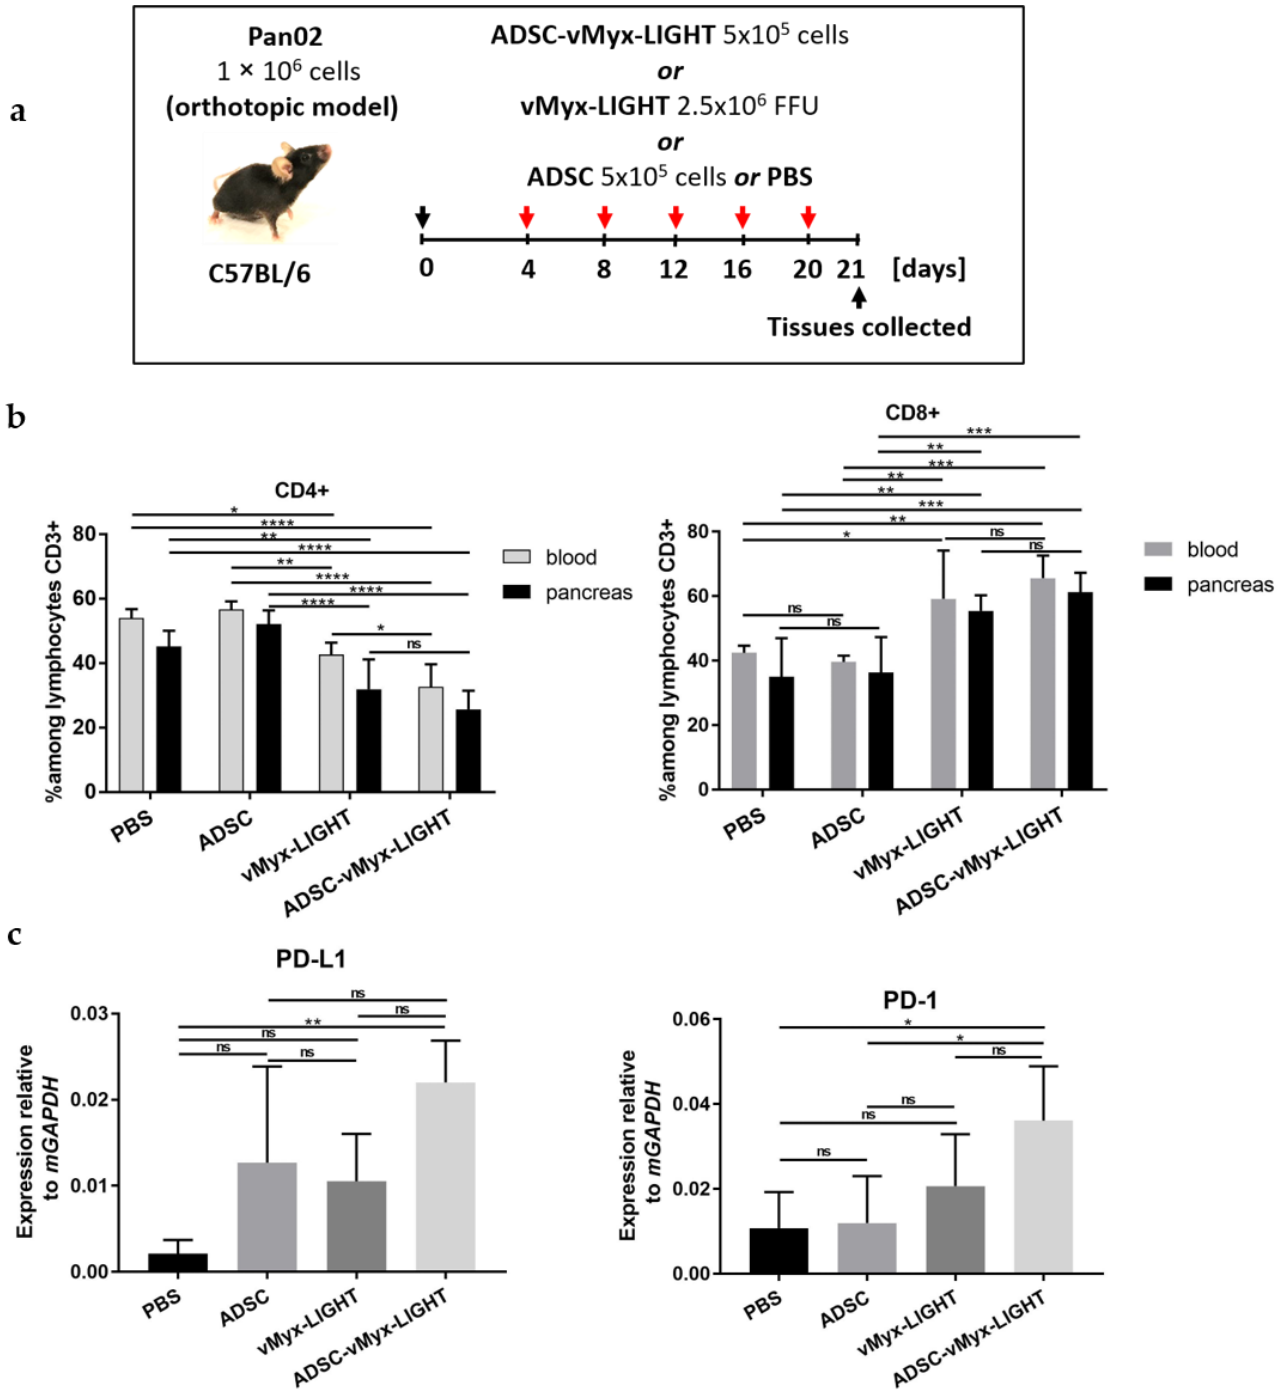 a
Pan02
1 × 10⁶ cells
(orthotopic model)
C57BL/6
ADSC-vMyx-LIGHT 5x10⁵ cells
or
vMyx-LIGHT 2.5x10⁶ FFU
or
ADSC 5x10⁵ cells or PBS
0 4 8 12 16 20 21 [days]
Tissues collected
b
CD4+
*
****
**
****
**
****
****
****
*
ns
%among lymphocytes CD3+
80
60
40
20
0
PBS
ADSC
vMyx-LIGHT
ADSC-vMyx-LIGHT
blood
pancreas
CD8+
***
**
***
**
**
***
**
*
ns
ns
ns
ns
%among lymphocytes CD3+
80
60
40
20
0
PBS
ADSC
vMyx-LIGHT
ADSC-vMyx-LIGHT
blood
pancreas
c
PD-L1
ns
ns
**
ns
ns
ns
Expression relative
to mGAPDH
0.03
0.02
0.01
0.00
PBS
ADSC
vMyx-LIGHT
ADSC-vMyx-LIGHT
PD-1
*
*
ns
ns
ns
ns
Expression relative
to mGAPDH
0.06
0.04
0.02
0.00
PBS
ADSC
vMyx-LIGHT
ADSC-vMyx-LIGHT